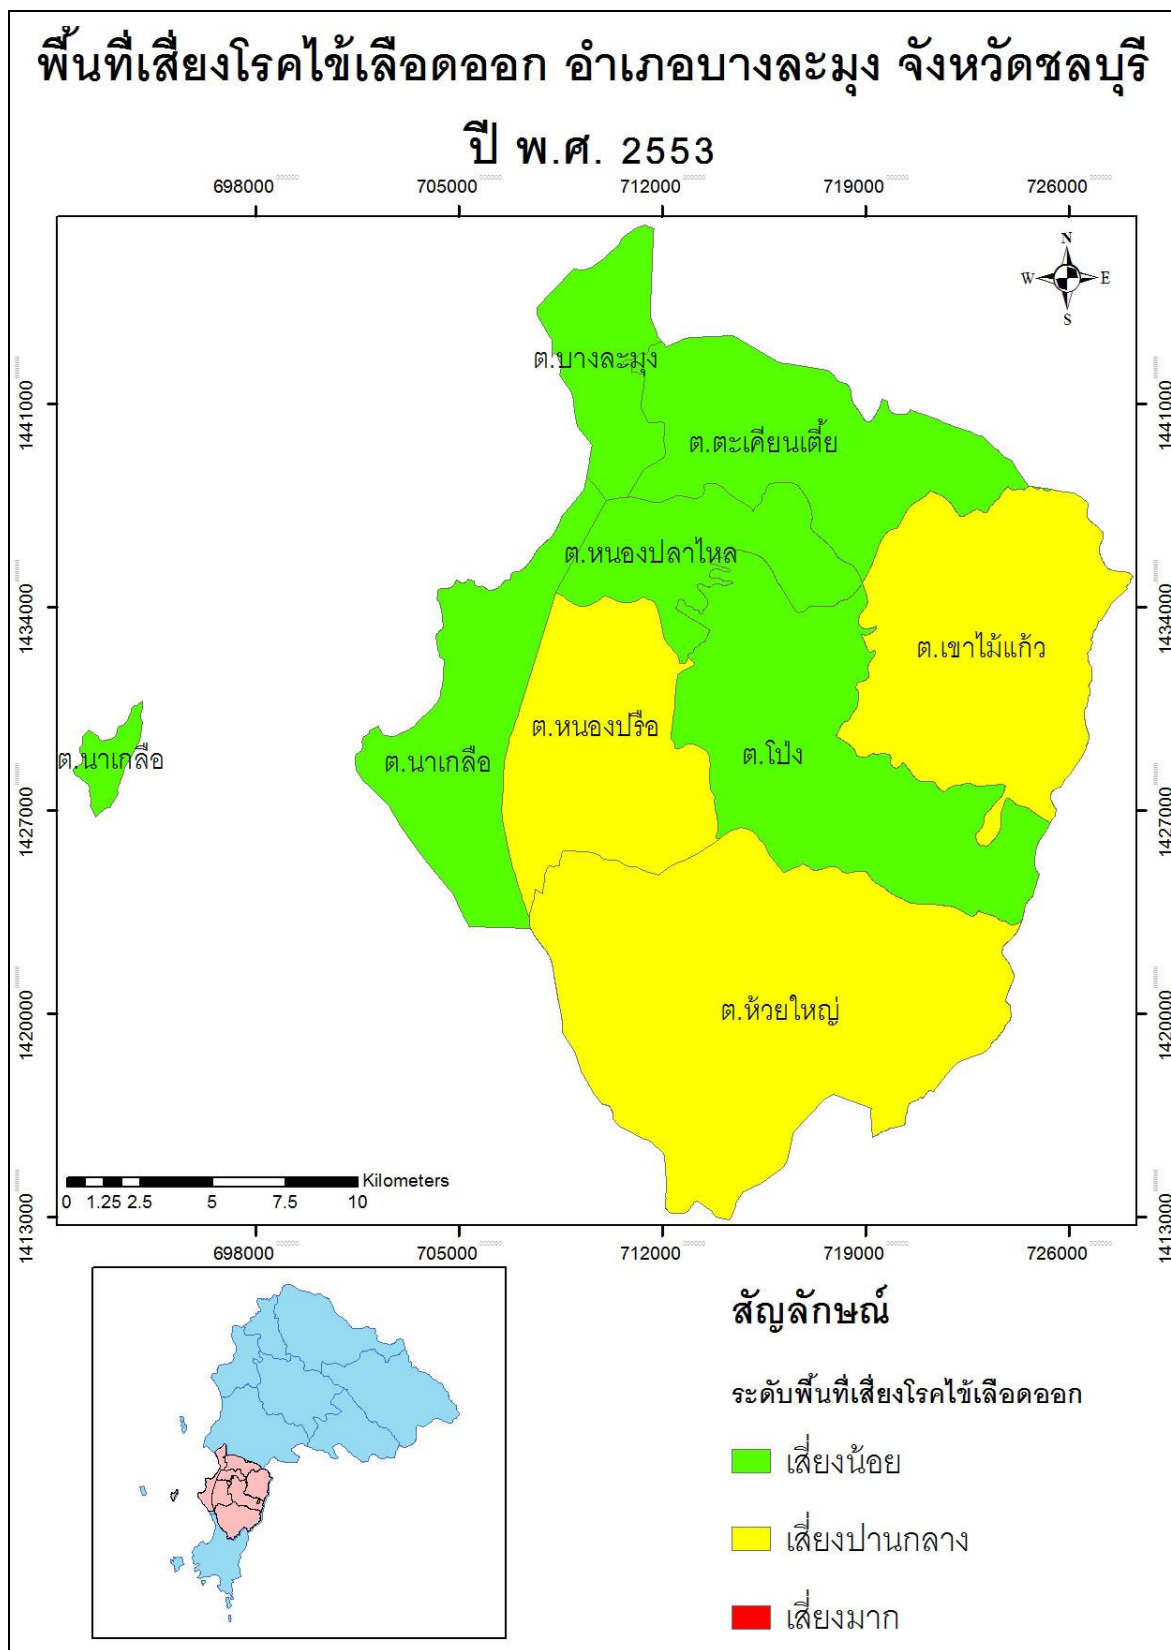 พื้นที่เสี่ยงโรคไข้เลือดออก อำเภอบางละมุง จังหวัดชลบุรี
ปี พ.ศ. 2553
698000 705000 712000 719000 726000
N
W E
S
ต.บางละมุง
1441000 1441000
ต.ตะเคียนเตี้ย
ต.หนองปลาไหล
1434000 1434000
ต.เขาไม้แก้ว
ต.หนองปรือ
ต.นาเกลือ ต.นาเกลือ ต.โป่ง
1427000 1427000
ต.ห้วยใหญ่
1420000 1420000
Kilometers
0 1.25 2.5 5 7.5 10
1413000 1413000
698000 705000 712000 719000 726000
สัญลักษณ์
ระดับพื้นที่เสี่ยงโรคไข้เลือดออก
เสี่ยงน้อย
เสี่ยงปานกลาง
เสี่ยงมาก